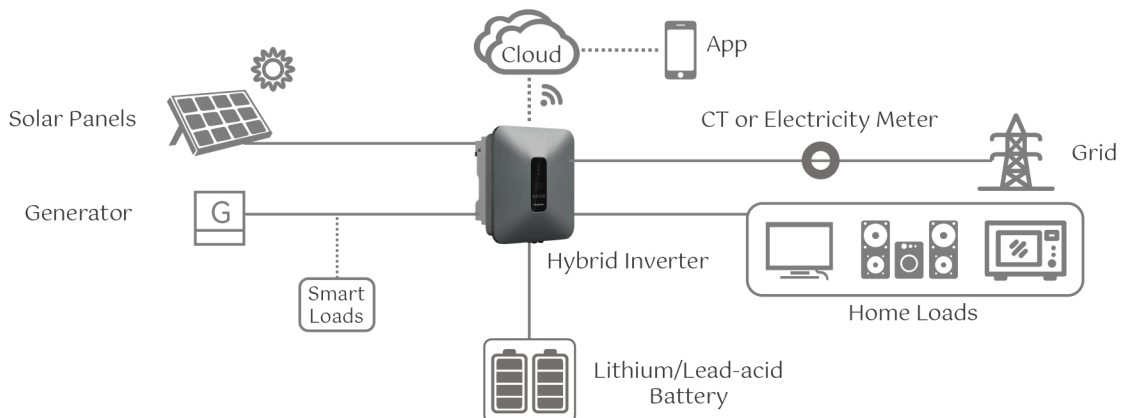 Cloud
App
Solar Panels
CT or Electricity Meter
Grid
Generator
G
Hybrid Inverter
Smart
Loads
Home Loads
Lithium/Lead-acid
Battery